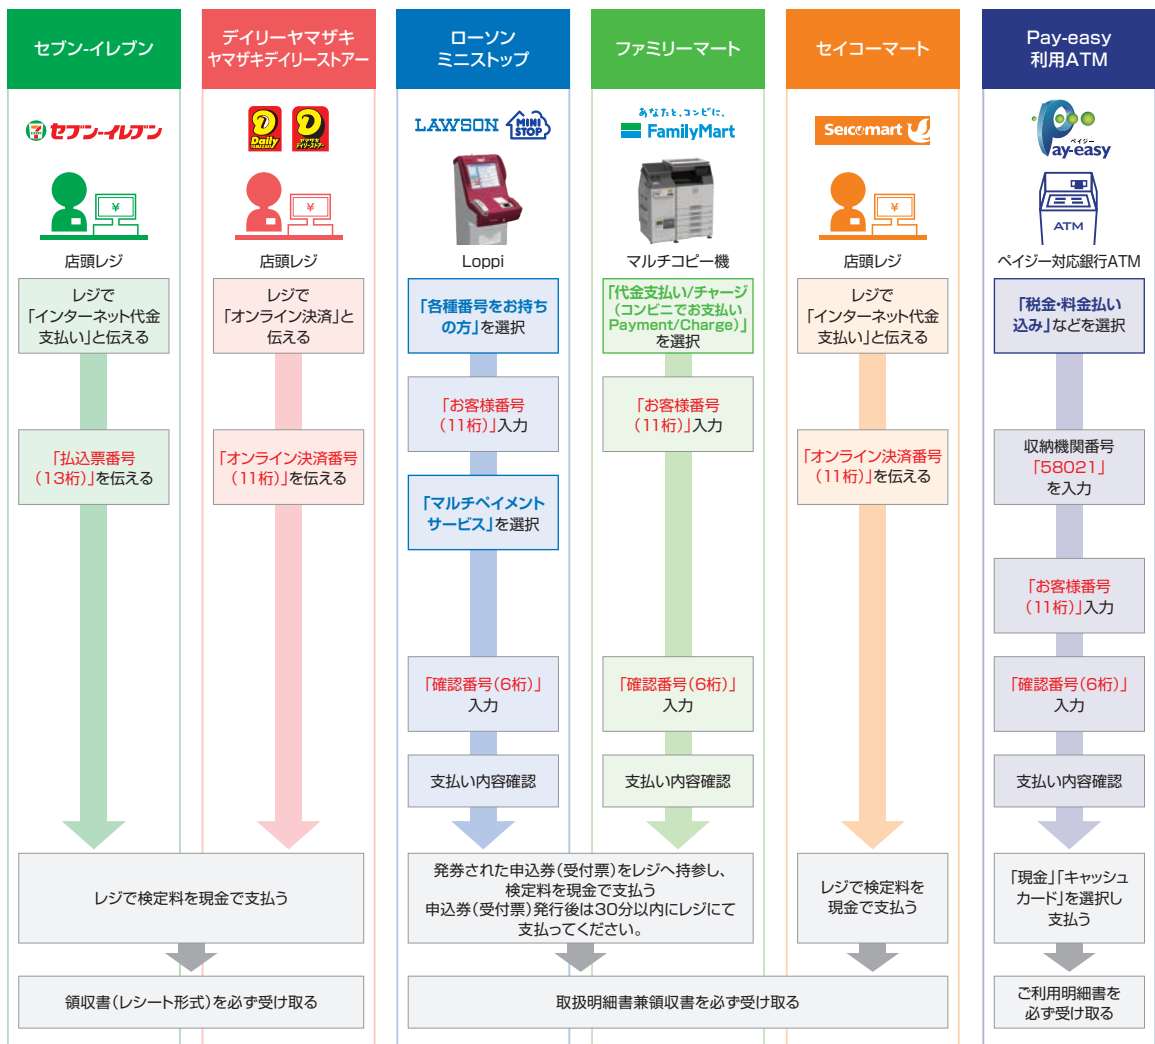 セブン-イレブン
セブン-イレブン
¥
店頭レジ
レジで
「インターネット代金
支払い」と伝える
「払込票番号
(13桁)」を伝える
デイリーヤマザキ
ヤマザキデイリーストアー
Daily
YAMAZAKI
ヤマザキ
デイリーストアー
¥
店頭レジ
レジで
「オンライン決済」と
伝える
「オンライン決済番号
(11桁)」を伝える
レジで検定料を現金で支払う
領収書(レシート形式)を必ず受け取る
ローソン
ミニストップ
LAWSON
MINI
STOP
Loppi
「各種番号をお持ち
の方」を選択
「お客様番号
(11桁)」入力
「マルチペイメント
サービス」を選択
「確認番号(6桁)」
入力
支払い内容確認
ファミリーマート
あなたと、コンビに、
FamilyMart
マルチコピー機
「代金支払い/チャージ
(コンビニでお支払い
Payment/Charge)」
を選択
「お客様番号
(11桁)」入力
「確認番号(6桁)」
入力
支払い内容確認
発券された申込券(受付票)をレジへ持参し、
検定料を現金で支払う
申込券(受付票)発行後は30分以内にレジにて
支払ってください。
セイコーマート
Seicomart
¥
店頭レジ
レジで
「インターネット代金
支払い」と伝える
「オンライン決済番号
(11桁)」を伝える
レジで検定料を
現金で支払う
取扱明細書兼領収書を必ず受け取る
Pay-easy
利用ATM
ペイジー
Pay-easy
ATM
ペイジー対応銀行ATM
「税金・料金払い
込み」などを選択
収納機関番号
「58021」
を入力
「お客様番号
(11桁)」入力
「確認番号(6桁)」
入力
支払い内容確認
「現金」「キャッシュ
カード」を選択し
支払う
ご利用明細書を
必ず受け取る